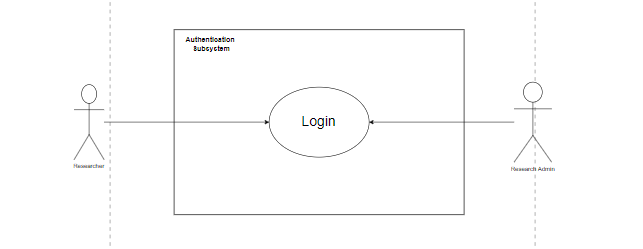 Authentication
Subsystem
Login
Researcher
Research Admin